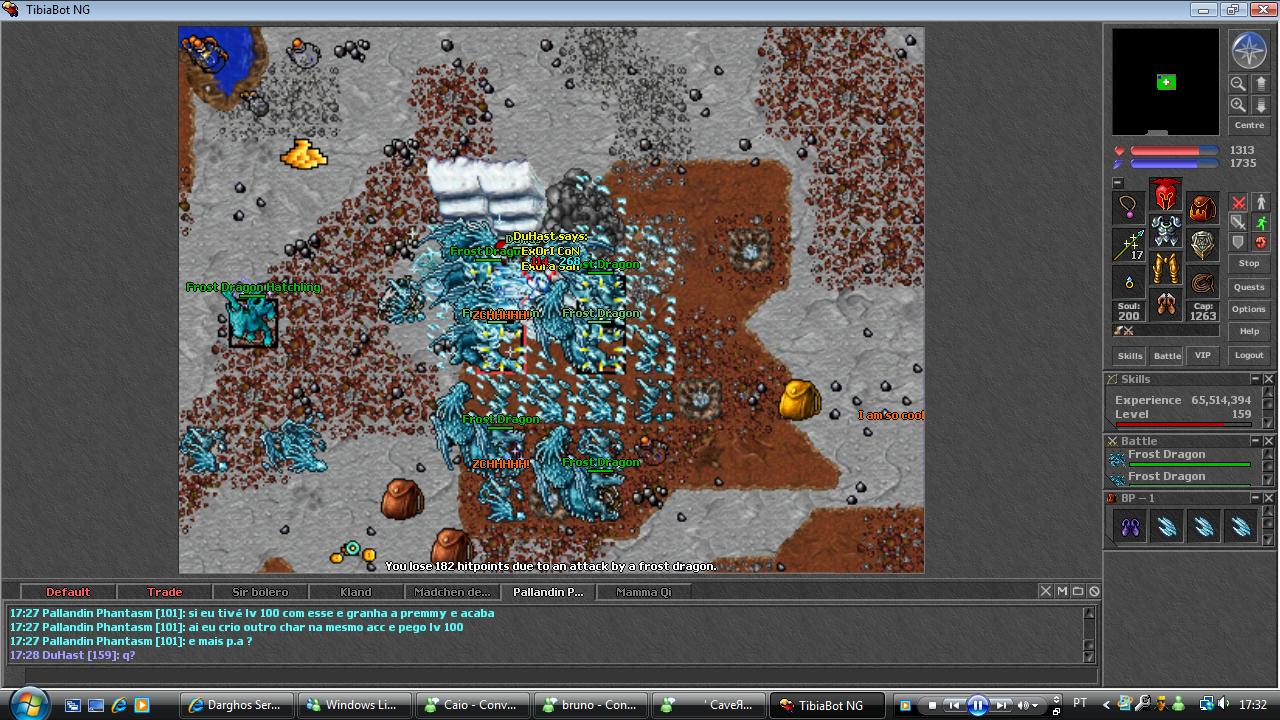 TibiaBot NG
Centre
1313
1735
17
Soul:
200
Cap:
1263
Stop
Quests
Options
Help
Skills
Battle
VIP
Logout
Skills
Experience 65,514,394
Level 159
Battle
Frost Dragon
Frost Dragon
BP - 1
DuHast says:
ExOrI CoN
Exura san
268
Frost Dragon
Frost Dragon Hatchling
ZCHHHHH!
Frost Dragon
Frost Dragon
I am so cool
ZCHHHHH!
Frost Dragon
You lose 182 hitpoints due to an attack by a frost dragon.
Default
Trade
Sir bolero
Kland
Madchen de...
Pallandin P...
Mamma Qi
17:27 Pallandin Phantasm [101]: si eu tivé lv 100 com esse e granha a premmy e acaba
17:27 Pallandin Phantasm [101]: ai eu crio outro char na mesmo acc e pego lv 100
17:27 Pallandin Phantasm [101]: e mais p.a ?
17:28 DuHast [159]: q?
Darghos Ser...
Windows Li...
Caio - Conv...
bruno - Con...
' CaveЯ...
TibiaBot NG
PT
17:32